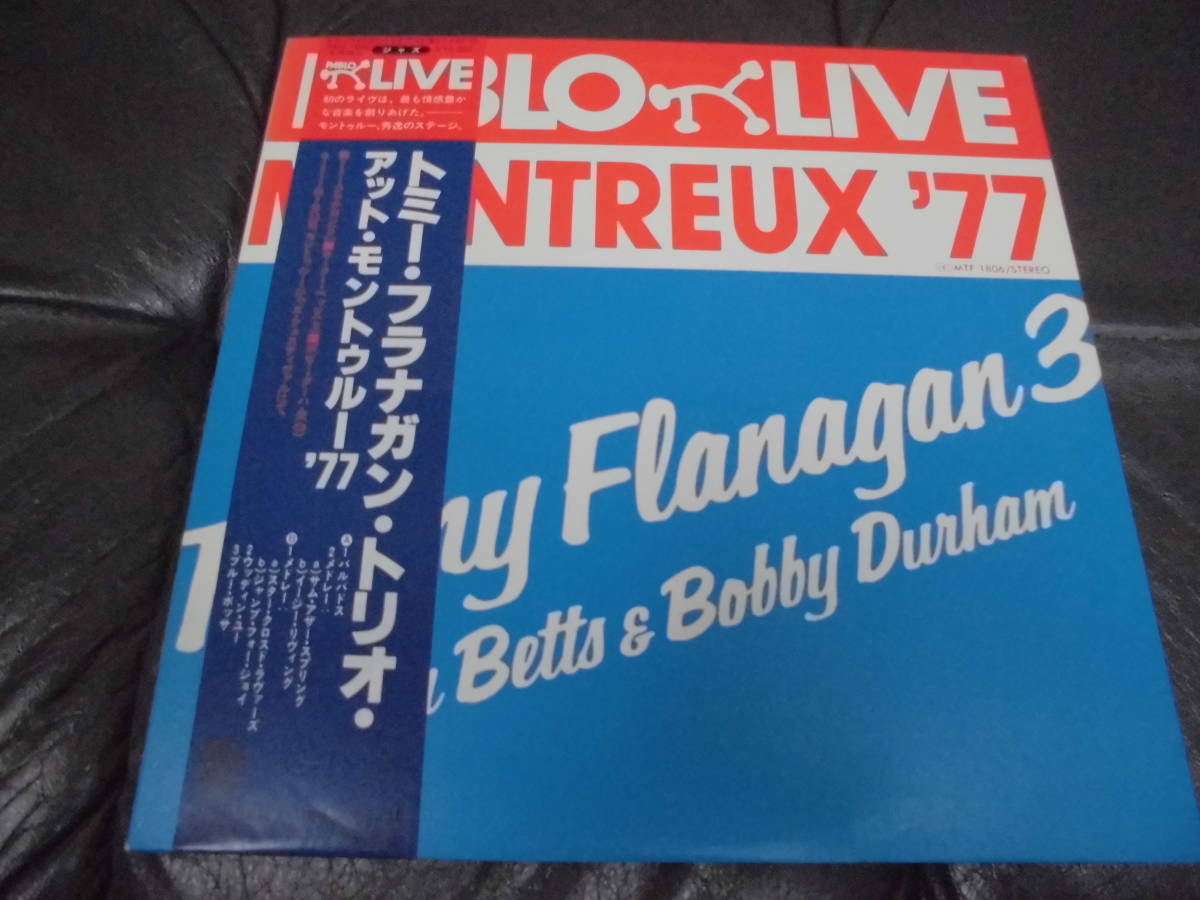 ジャズ
PABLO LIVE
初のライヴは、最も情感豊か
な音楽を創りあげた。――
モントゥルー、秀逸のステージ。
BLO LIVE
NTREUX '77
MTF 1806/STEREO
トミー・フラナガン・トリオ・
アット・モントゥルー'77
Ⓐ1バルバドス
2メドレー:
a)サム・アザー・スプリング
b)イージー・リヴィング
Ⓑ1メドレー:
a)スター・クロスド・ラヴァーズ
b)ジャンプ・フォー・ジョイ
2ウッディン・ユー
3ブルー・ボッサ
my Flanagan 3
Betts & Bobby Durham